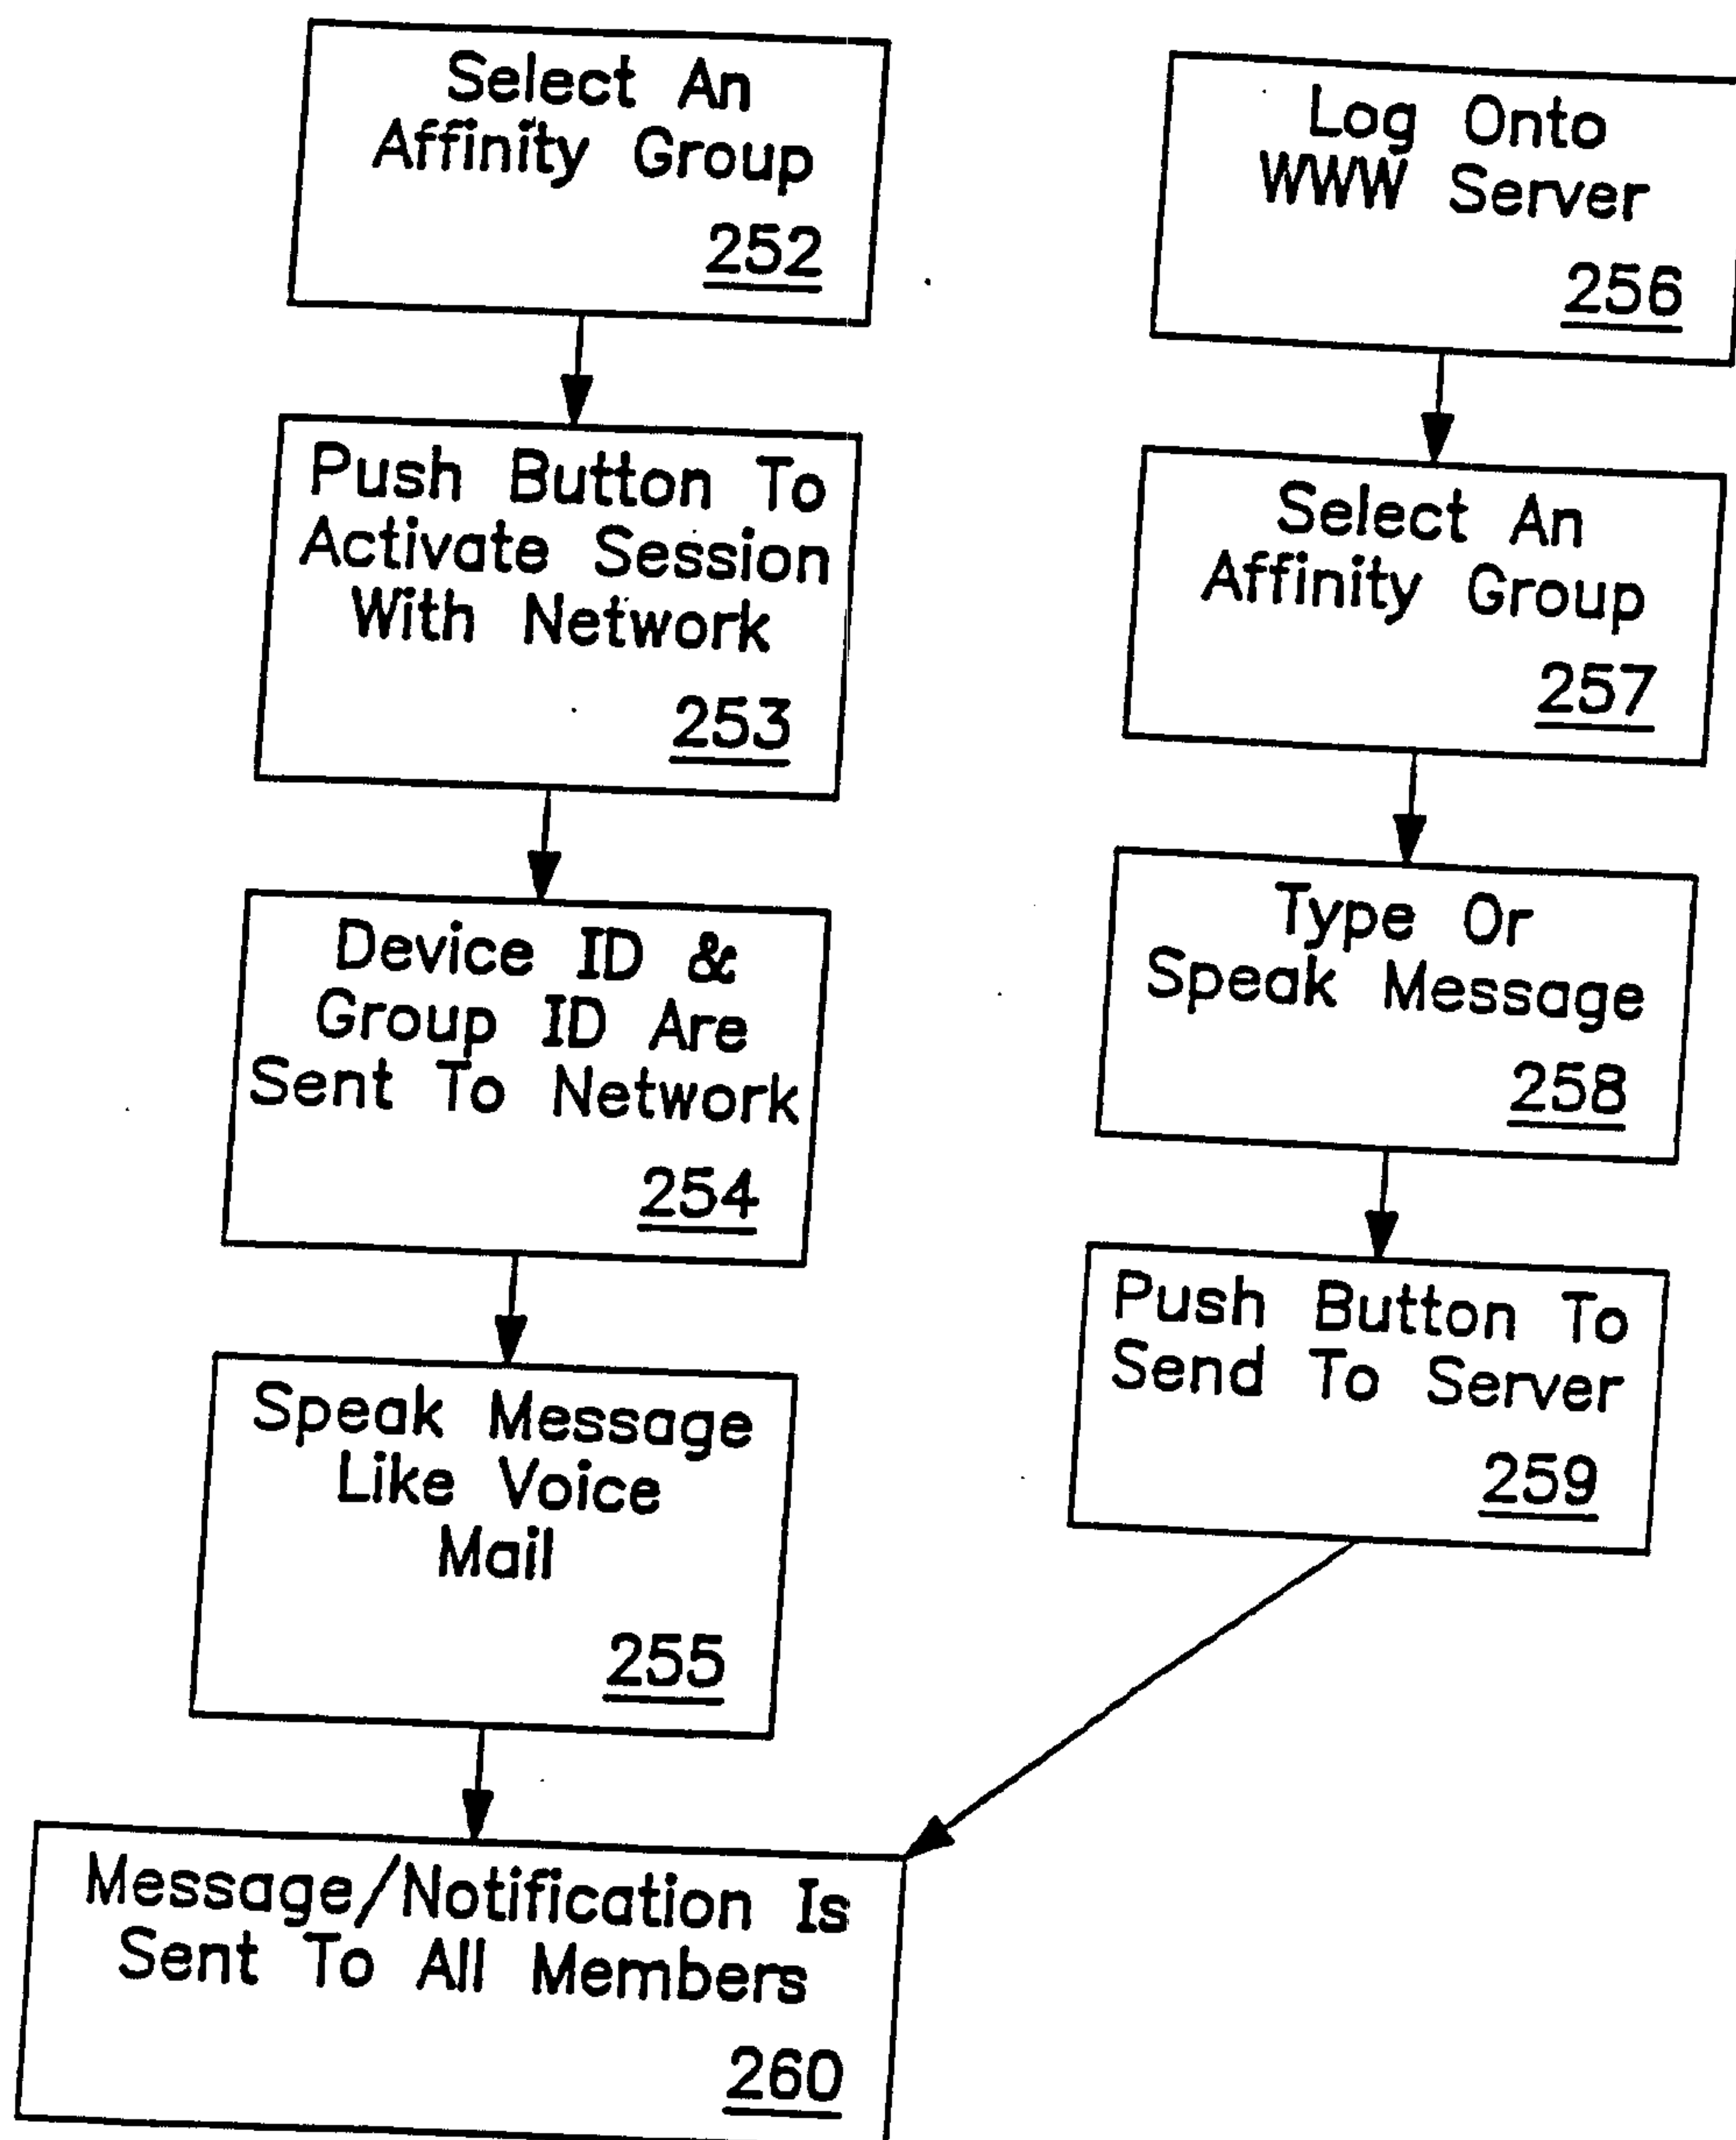 Select An
Affinity Group
252
Push Button To
Activate Session
With Network
253
Device ID &
Group ID Are
Sent To Network
254
Speak Message
Like Voice
Mail
255
Log Onto
WWW Server
256
Select An
Affinity Group
257
Type Or
Speak Message
258
Push Button To
Send To Server
259
Message/Notification Is
Sent To All Members
260